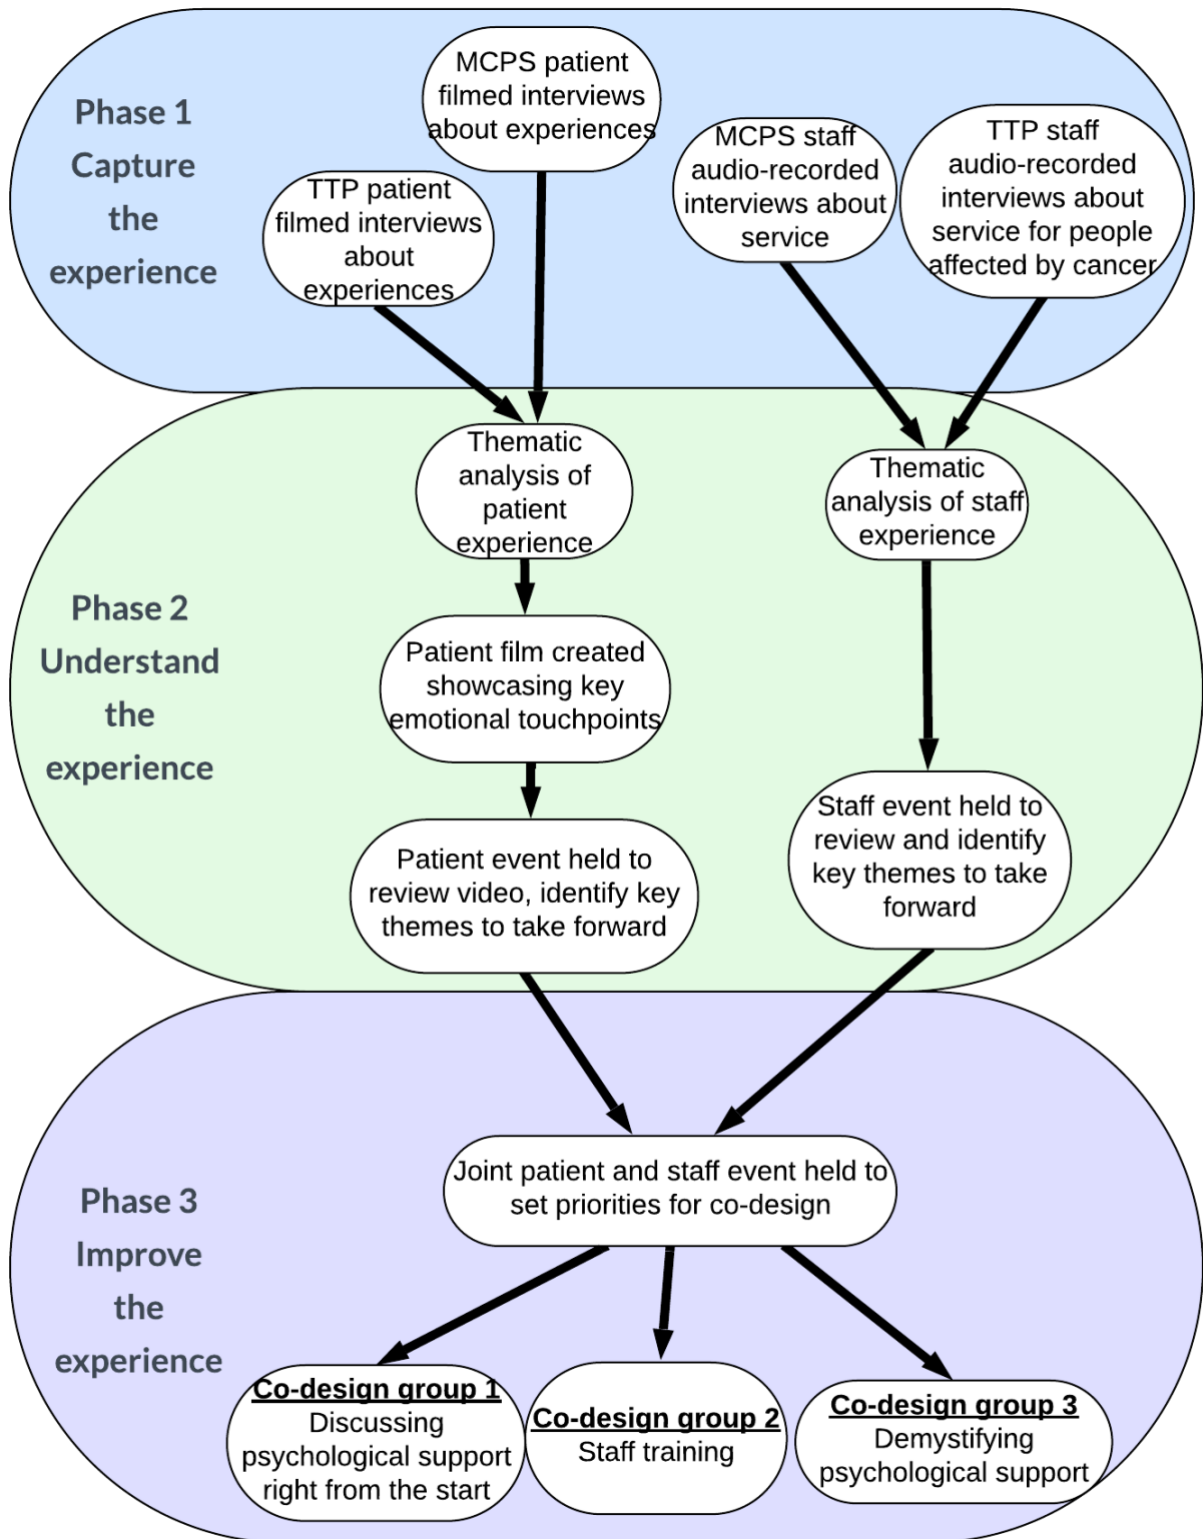 Phase 1
Capture
the
experience
MCPS patient
filmed interviews
about experiences
TTP patient
filmed interviews
about
experiences
MCPS staff
audio-recorded
interviews about
service
TTP staff
audio-recorded
interviews about
service for people
affected by cancer
Phase 2
Understand
the
experience
Thematic
analysis of
patient
experience
Thematic
analysis of staff
experience
Patient film created
showcasing key
emotional touchpoints
Patient event held to
review video, identify key
themes to take forward
Staff event held to
review and identify
key themes to take
forward
Phase 3
Improve
the
experience
Joint patient and staff event held to
set priorities for co-design
Co-design group 1
Discussing
psychological support
right from the start
Co-design group 2
Staff training
Co-design group 3
Demystifying
psychological support